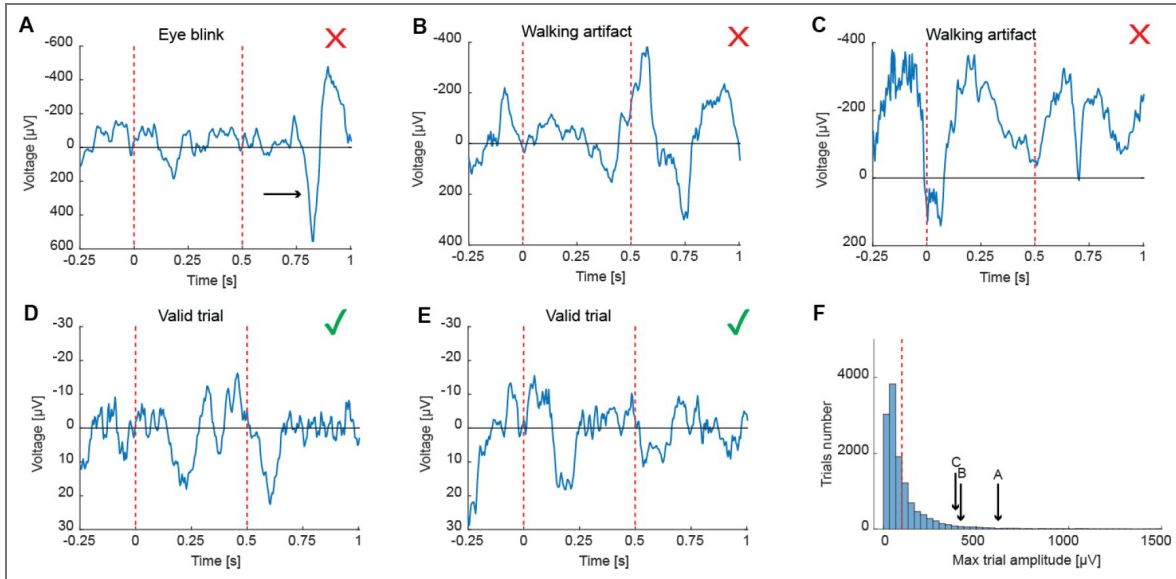 A
Eye blink
X
-600
-400
-200
0
200
400
600
Voltage [µV]
-0.25
0
0.25
0.5
0.75
1
Time [s]
B
Walking artifact
X
-400
-200
0
200
400
Voltage [µV]
-0.25
0
0.25
0.5
0.75
1
Time [s]
C
Walking artifact
X
-400
-200
0
200
Voltage [µV]
-0.25
0
0.25
0.5
0.75
1
Time [s]
D
Valid trial
✓
-30
-20
-10
0
10
20
30
Voltage [µV]
-0.25
0
0.25
0.5
0.75
1
Time [s]
E
Valid trial
✓
-30
-20
-10
0
10
20
30
Voltage [µV]
-0.25
0
0.25
0.5
0.75
1
Time [s]
F
4000
2000
0
Trials number
C
B
A
0
500
1000
1500
Max trial amplitude [µV]